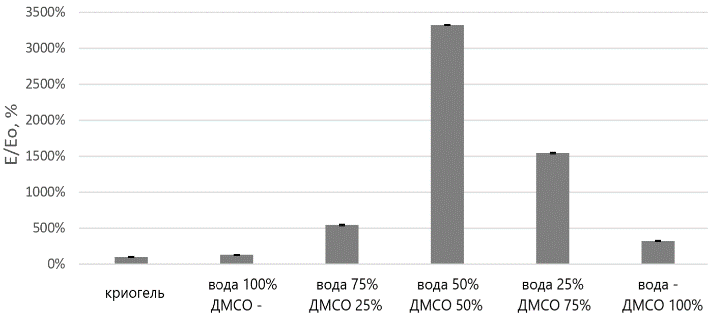 3500%
3000%
2500%
2000%
1500%
1000%
500%
0%
E/Eo, %
криогель
вода 100%
ДМСО -
вода 75%
ДМСО 25%
вода 50%
ДМСО 50%
вода 25%
ДМСО 75%
вода -
ДМСО 100%